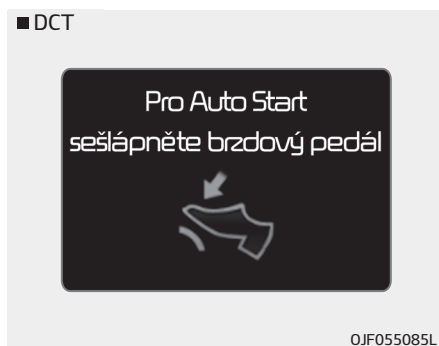 ■ DCT
Pro Auto Start
sešlápněte brzdový pedál
OJF055085L